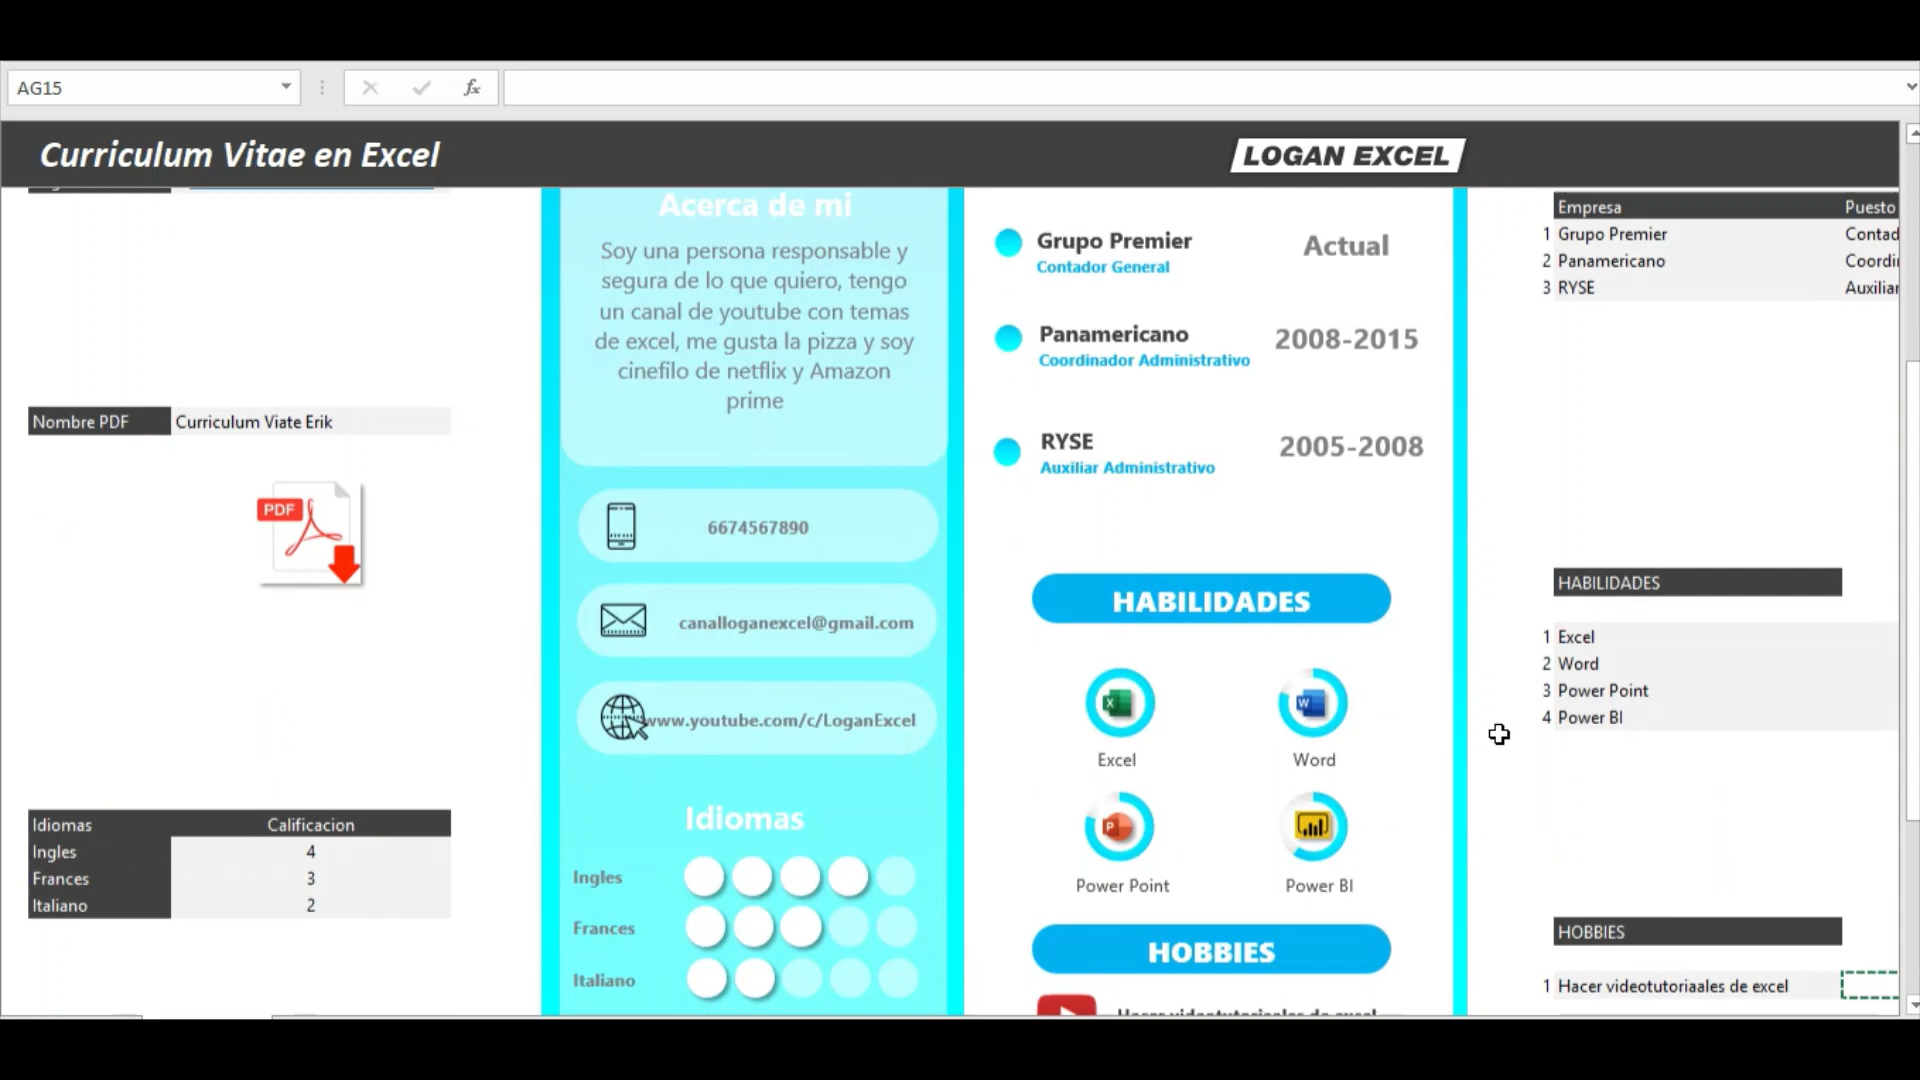 AG15
fx
Curriculum Vitae en Excel
LOGAN EXCEL
Acerca de mi
Soy una persona responsable y
segura de lo que quiero, tengo
un canal de youtube con temas
de excel, me gusta la pizza y soy
cinefilo de netflix y Amazon
prime
Nombre PDF Curriculum Viate Erik
PDF
6674567890
canalloganexcel@gmail.com
www.youtube.com/c/LoganExcel
Idiomas Calificacion
Ingles 4
Frances 3
Italiano 2
Idiomas
Ingles
Frances
Italiano
Grupo Premier Actual
Contador General
Panamericano 2008-2015
Coordinador Administrativo
RYSE 2005-2008
Auxiliar Administrativo
HABILIDADES
Excel Word
Power Point Power BI
HOBBIES
Hacer videotutoriaales de excel
Empresa Puesto
1 Grupo Premier Contad
2 Panamericano Coordi
3 RYSE Auxiliar
HABILIDADES
1 Excel
2 Word
3 Power Point
4 Power BI
HOBBIES
1 Hacer videotutoriaales de excel